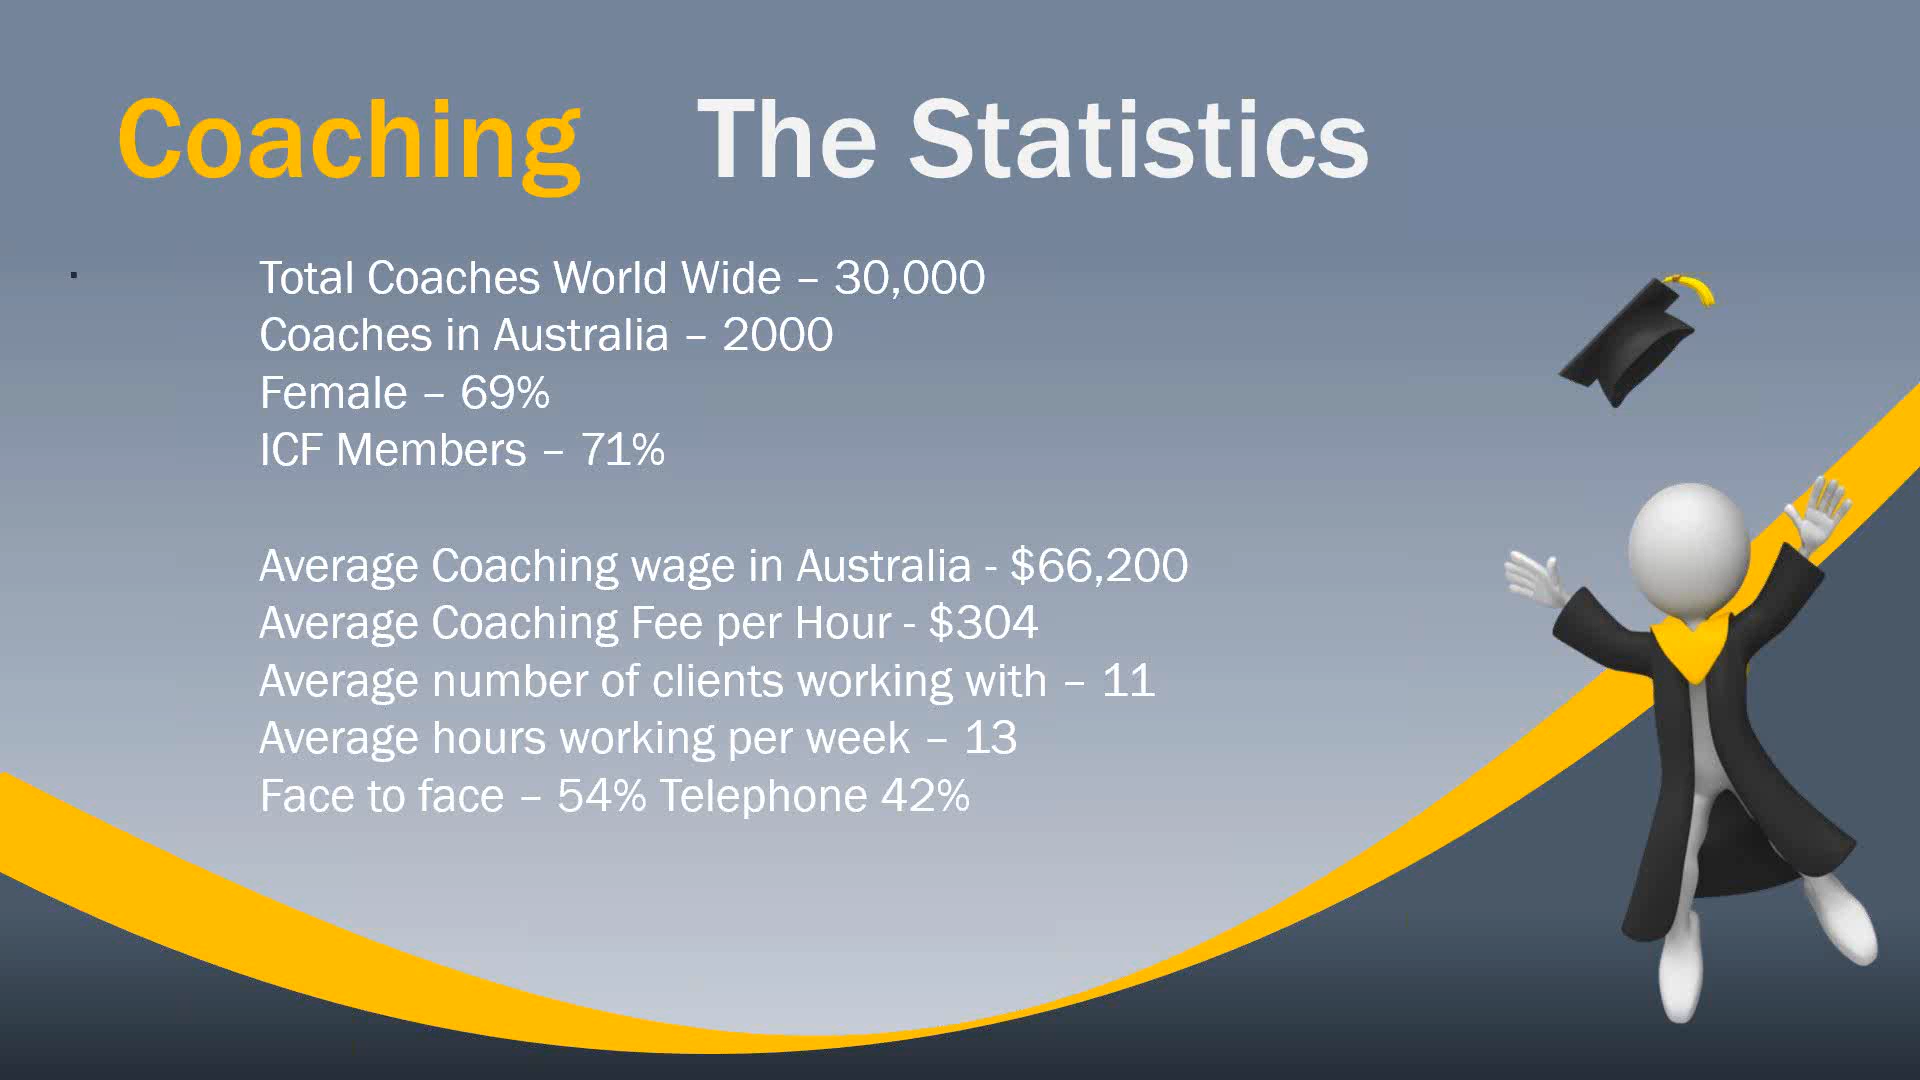 Coaching The Statistics
Total Coaches World Wide – 30,000
Coaches in Australia – 2000
Female – 69%
ICF Members – 71%
Average Coaching wage in Australia - $66,200
Average Coaching Fee per Hour - $304
Average number of clients working with – 11
Average hours working per week – 13
Face to face – 54% Telephone 42%